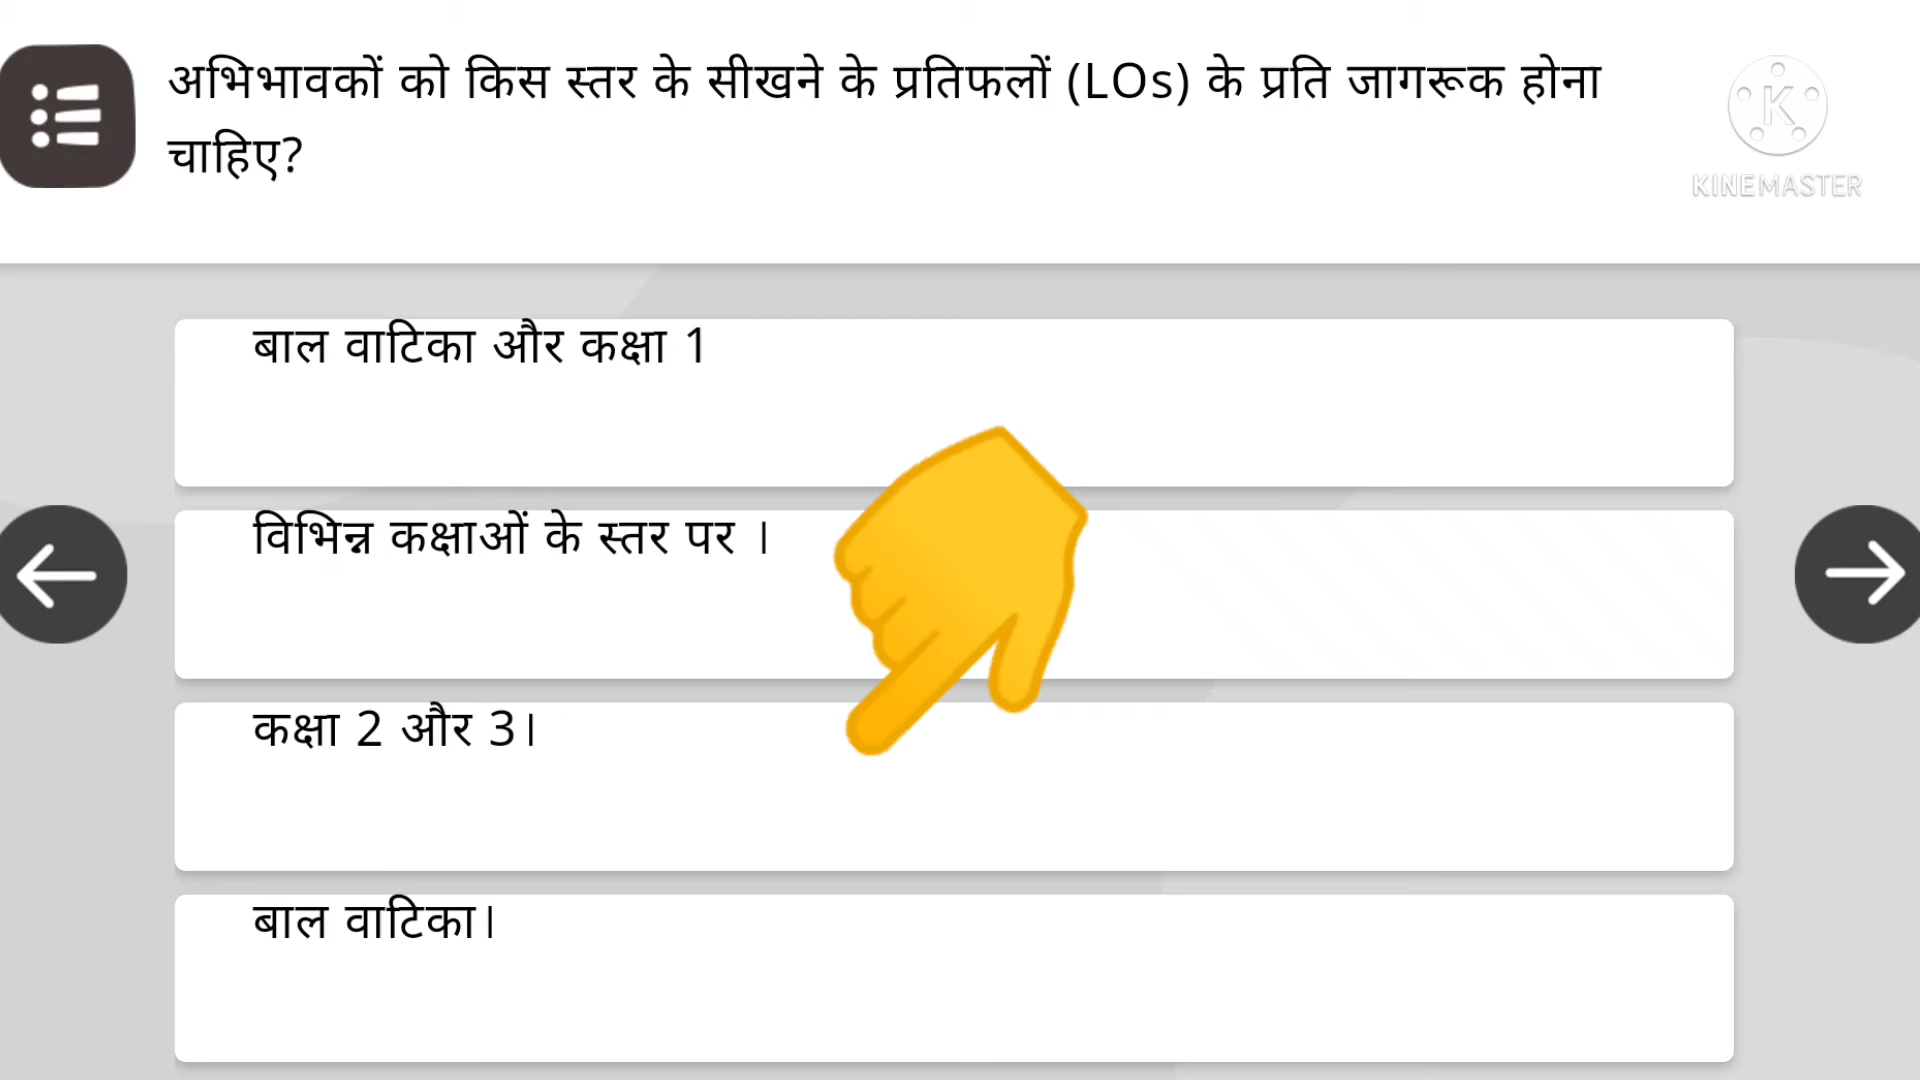 अभिभावकों को किस स्तर के सीखने के प्रतिफलों (LOs) के प्रति जागरूक होना
चाहिए?
K
KINEMASTER
बाल वाटिका और कक्षा 1
विभिन्न कक्षाओं के स्तर पर ।
कक्षा 2 और 3।
बाल वाटिका।